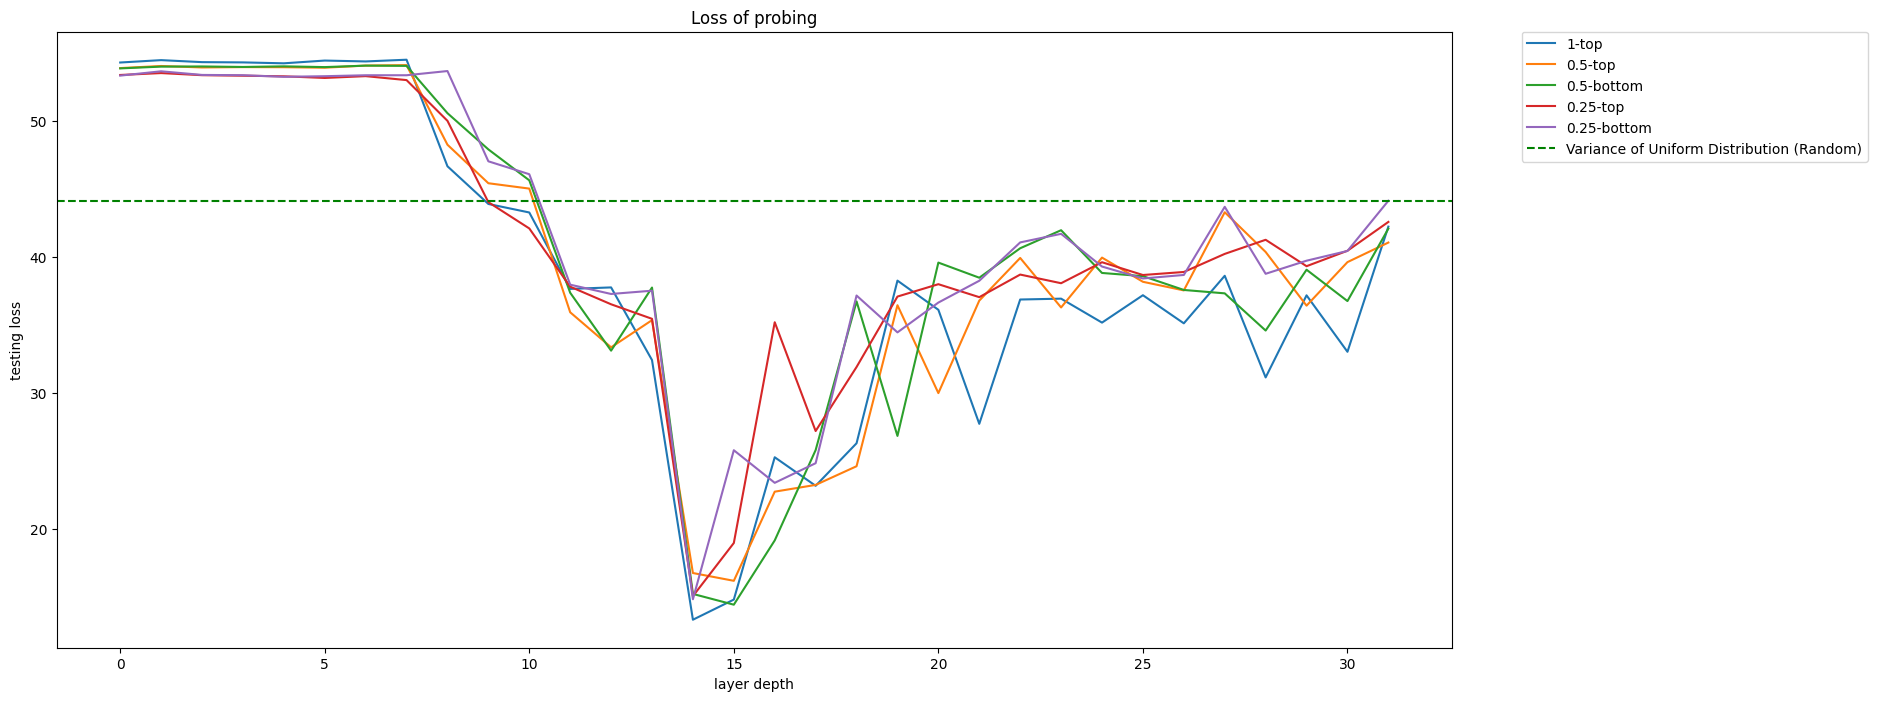 Loss of probing
testing loss
50
40
30
20
0 5 10 15 20 25 30
layer depth
1-top
0.5-top
0.5-bottom
0.25-top
0.25-bottom
Variance of Uniform Distribution (Random)